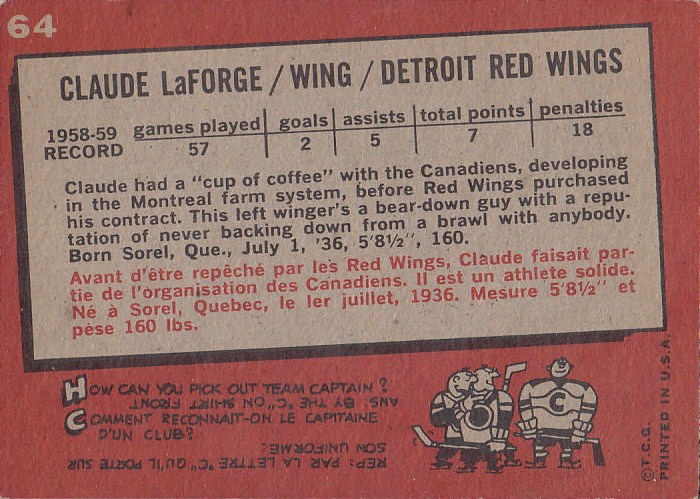 64
CLAUDE LaFORGE / WING / DETROIT RED WINGS
1958-59 RECORD games played goals assists total points penalties
57 2 5 7 18
Claude had a "cup of coffee" with the Canadiens, developing
in the Montreal farm system, before Red Wings purchased
his contract. This left winger's a bear-down guy with a repu-
tation of never backing down from a brawl with anybody.
Born Sorel, Que., July 1, '36, 5'8½", 160.
Avant d'être repêché par les Red Wings, Claude faisait par-
tie de l'organisation des Canadiens. Il est un athlete solide.
Né à Sorel, Quebec, le ler juillet, 1936. Mesure 5'8½" et
pèse 160 lbs.
HOW CAN YOU PICK OUT TEAM CAPTAIN?
ANS: BY THE "C" ON SHIRT FRONT
COMMENT RECONNAIT-ON LE CAPITAINE
D'UN CLUB?
REP: PAR LA LETTRE "C" QU'IL PORTE SUR
SON UNIFORME
C
©T.C.G.
PRINTED IN U.S.A.